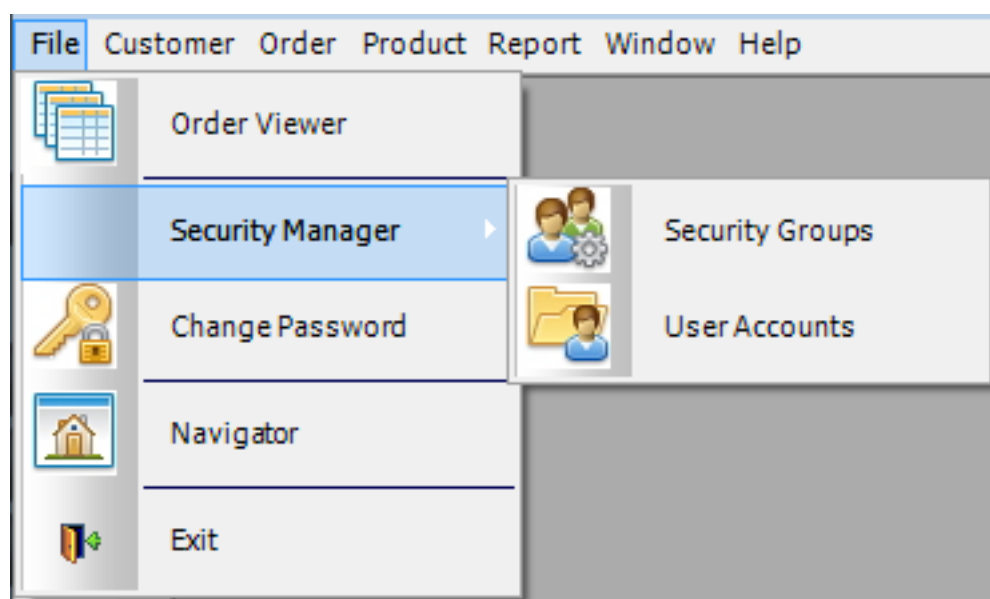 File Customer Order Product Report Window Help
Order Viewer
Security Manager
Security Groups
Change Password
User Accounts
Navigator
Exit